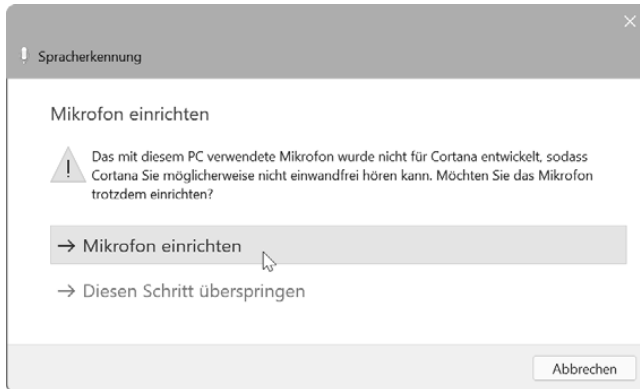 Spracherkennung
Mikrofon einrichten
Das mit diesem PC verwendete Mikrofon wurde nicht für Cortana entwickelt, sodass
Cortana Sie möglicherweise nicht einwandfrei hören kann. Möchten Sie das Mikrofon
trotzdem einrichten?
→ Mikrofon einrichten
→ Diesen Schritt überspringen
Abbrechen